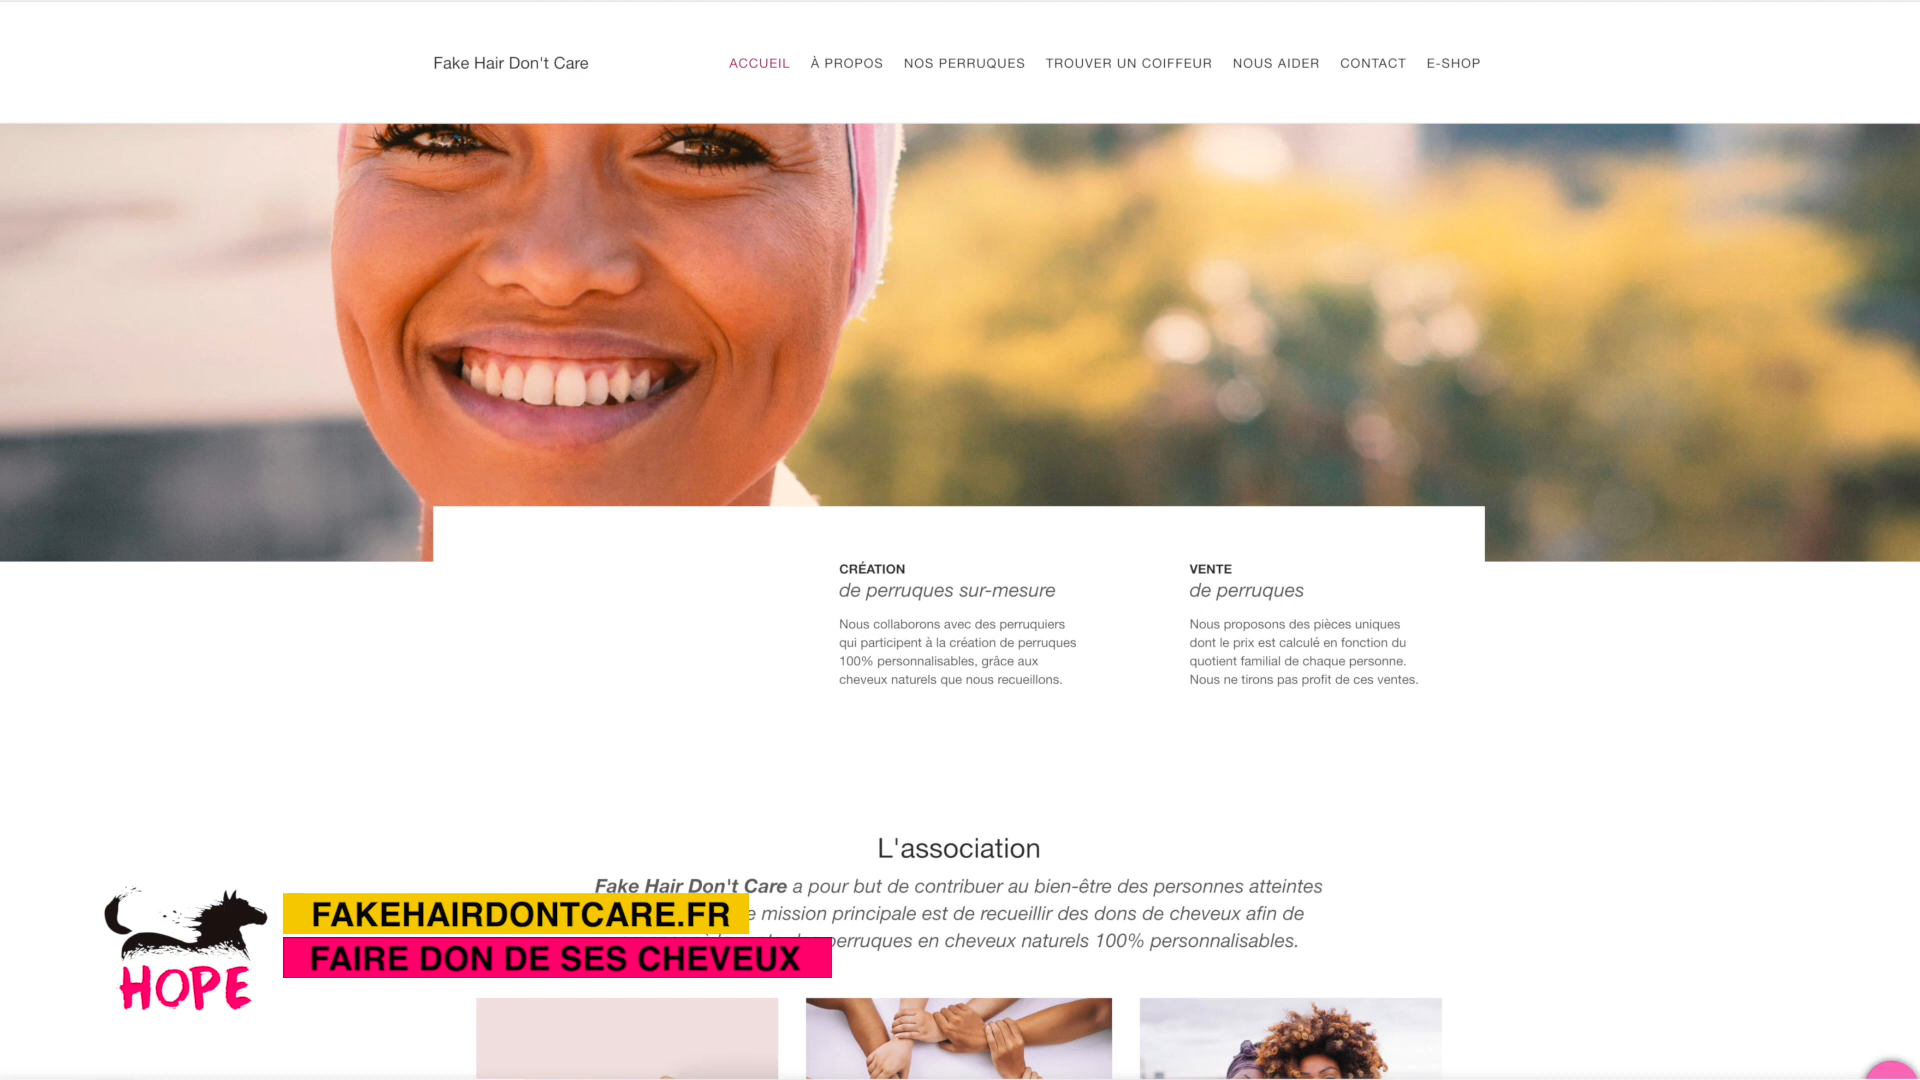 Fake Hair Don't Care
ACCUEIL À PROPOS NOS PERRUQUES TROUVER UN COIFFEUR NOUS AIDER CONTACT E-SHOP
CRÉATION
de perruques sur-mesure
Nous collaborons avec des perruquiers
qui participent à la création de perruques
100% personnalisables, grâce aux
cheveux naturels que nous recueillons.
VENTE
de perruques
Nous proposons des pièces uniques
dont le prix est calculé en fonction du
quotient familial de chaque personne.
Nous ne tirons pas profit de ces ventes.
L'association
Fake Hair Don't Care a pour but de contribuer au bien-être des personnes atteintes
mission principale est de recueillir des dons de cheveux afin de
perruques en cheveux naturels 100% personnalisables.
HOPE
FAKEHAIRDONTCARE.FR
FAIRE DON DE SES CHEVEUX